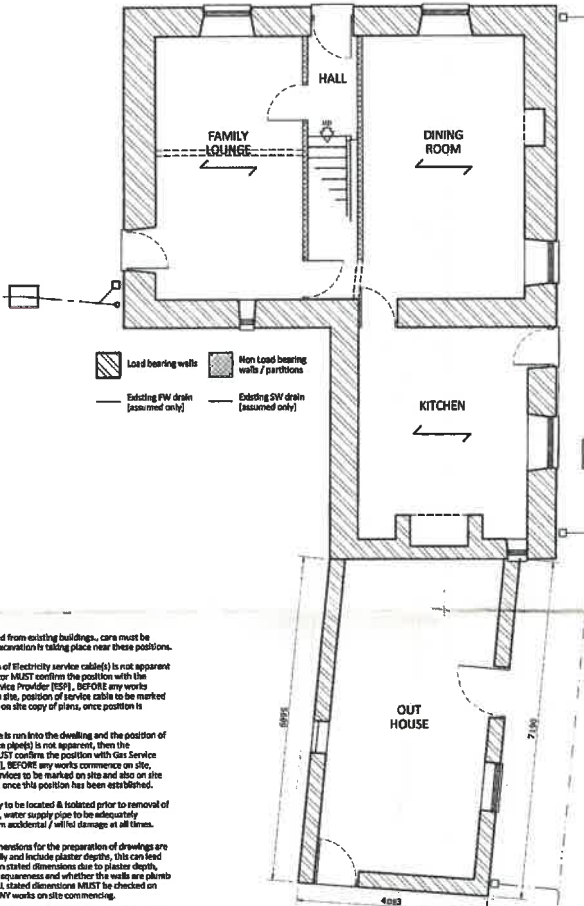 HALL
UP
FAMILY
LOUNGE
DINING
ROOM
Load bearing walls
Non Load bearing
walls / partitions
Existing FW drain
[assumed only]
Existing SW drain
[assumed only]
KITCHEN
OUT
HOUSE
6995
7190
4083
ed from existing buildings., care must be
excavation is taking place near these positions.
of Electricity service cable(s) is not apparent
tor MUST confirm the position with the
vice Provider [ESP], BEFORE any works
site, position of service cable to be marked
on site copy of plans, once position is
is run into the dwelling and the position of
pipe(s) is not apparent, then the
UST confirm the position with Gas Service
, BEFORE any works commence on site,
vices to be marked on site and also on site
once this position has been established.
y to be located & isolated prior to removal of
, water supply pipe to be adequately
m accidental / wilful damage at all times.
mensions for the preparation of drawings are
lly and include plaster depths, this can lead
n stated dimensions due to plaster depth,
squareness and whether the walls are plumb
stated dimensions MUST be checked on
ANY works on site commencing.